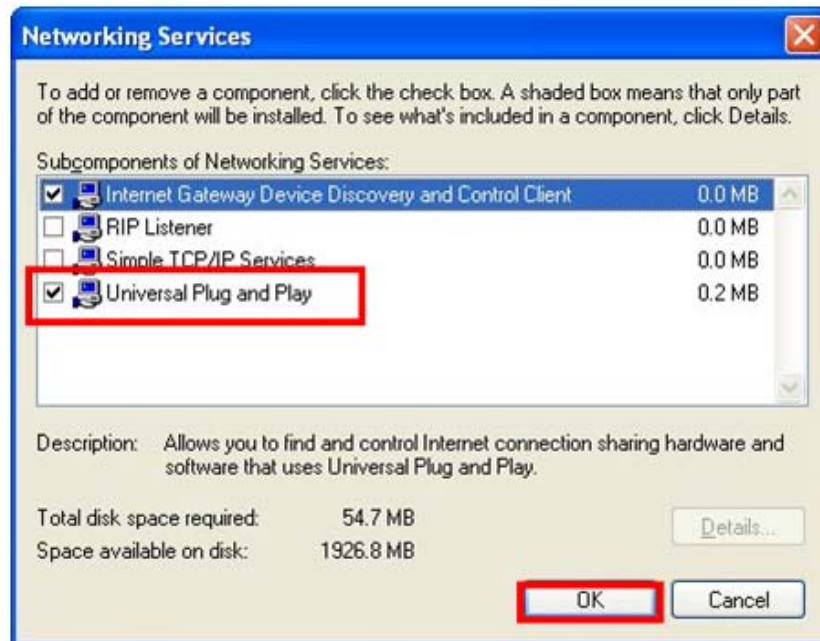 Networking Services
To add or remove a component, click the check box. A shaded box means that only part
of the component will be installed. To see what's included in a component, click Details.
Subcomponents of Networking Services:
Internet Gateway Device Discovery and Control Client 0.0 MB
RIP Listener 0.0 MB
Simple TCP/IP Services 0.0 MB
Universal Plug and Play 0.2 MB
Description: Allows you to find and control Internet connection sharing hardware and
software that uses Universal Plug and Play.
Total disk space required: 54.7 MB
Details...
Space available on disk: 1926.8 MB
OK Cancel